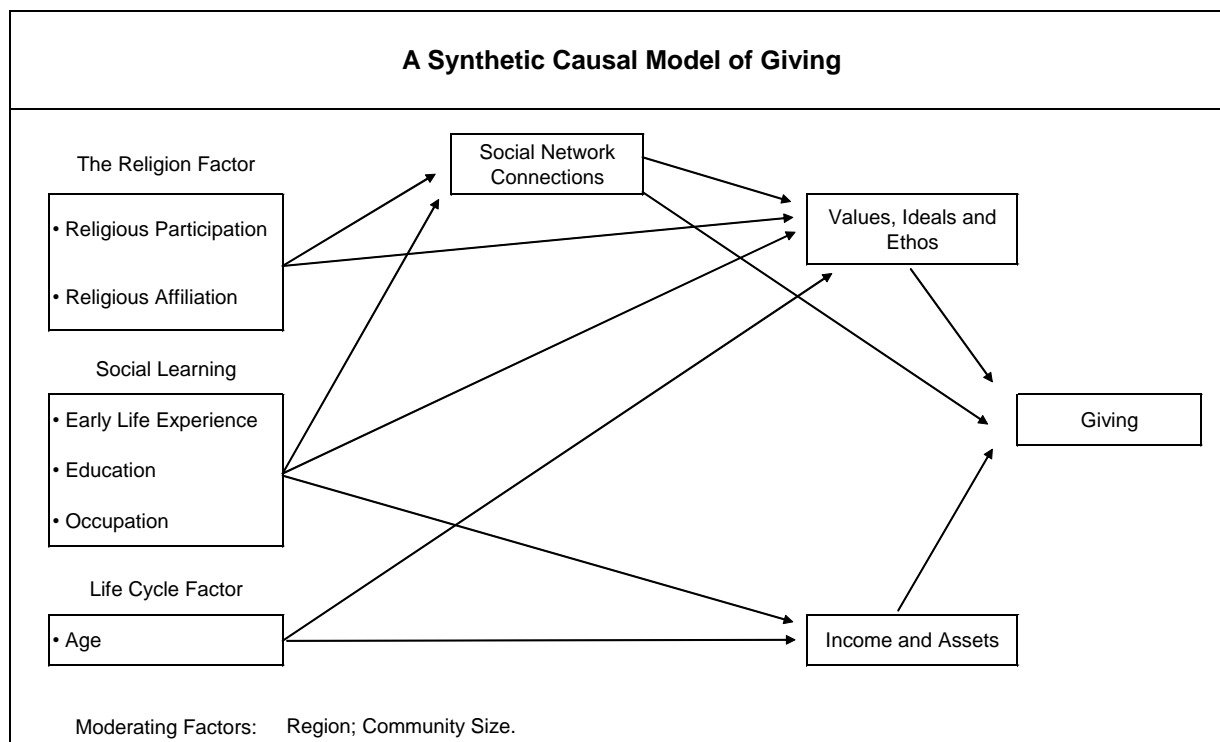 A Synthetic Causal Model of Giving
The Religion Factor
• Religious Participation
• Religious Affiliation
Social Network
Connections
Values, Ideals and
Ethos
Social Learning
• Early Life Experience
• Education
• Occupation
Giving
Life Cycle Factor
• Age
Income and Assets
Moderating Factors: Region; Community Size.